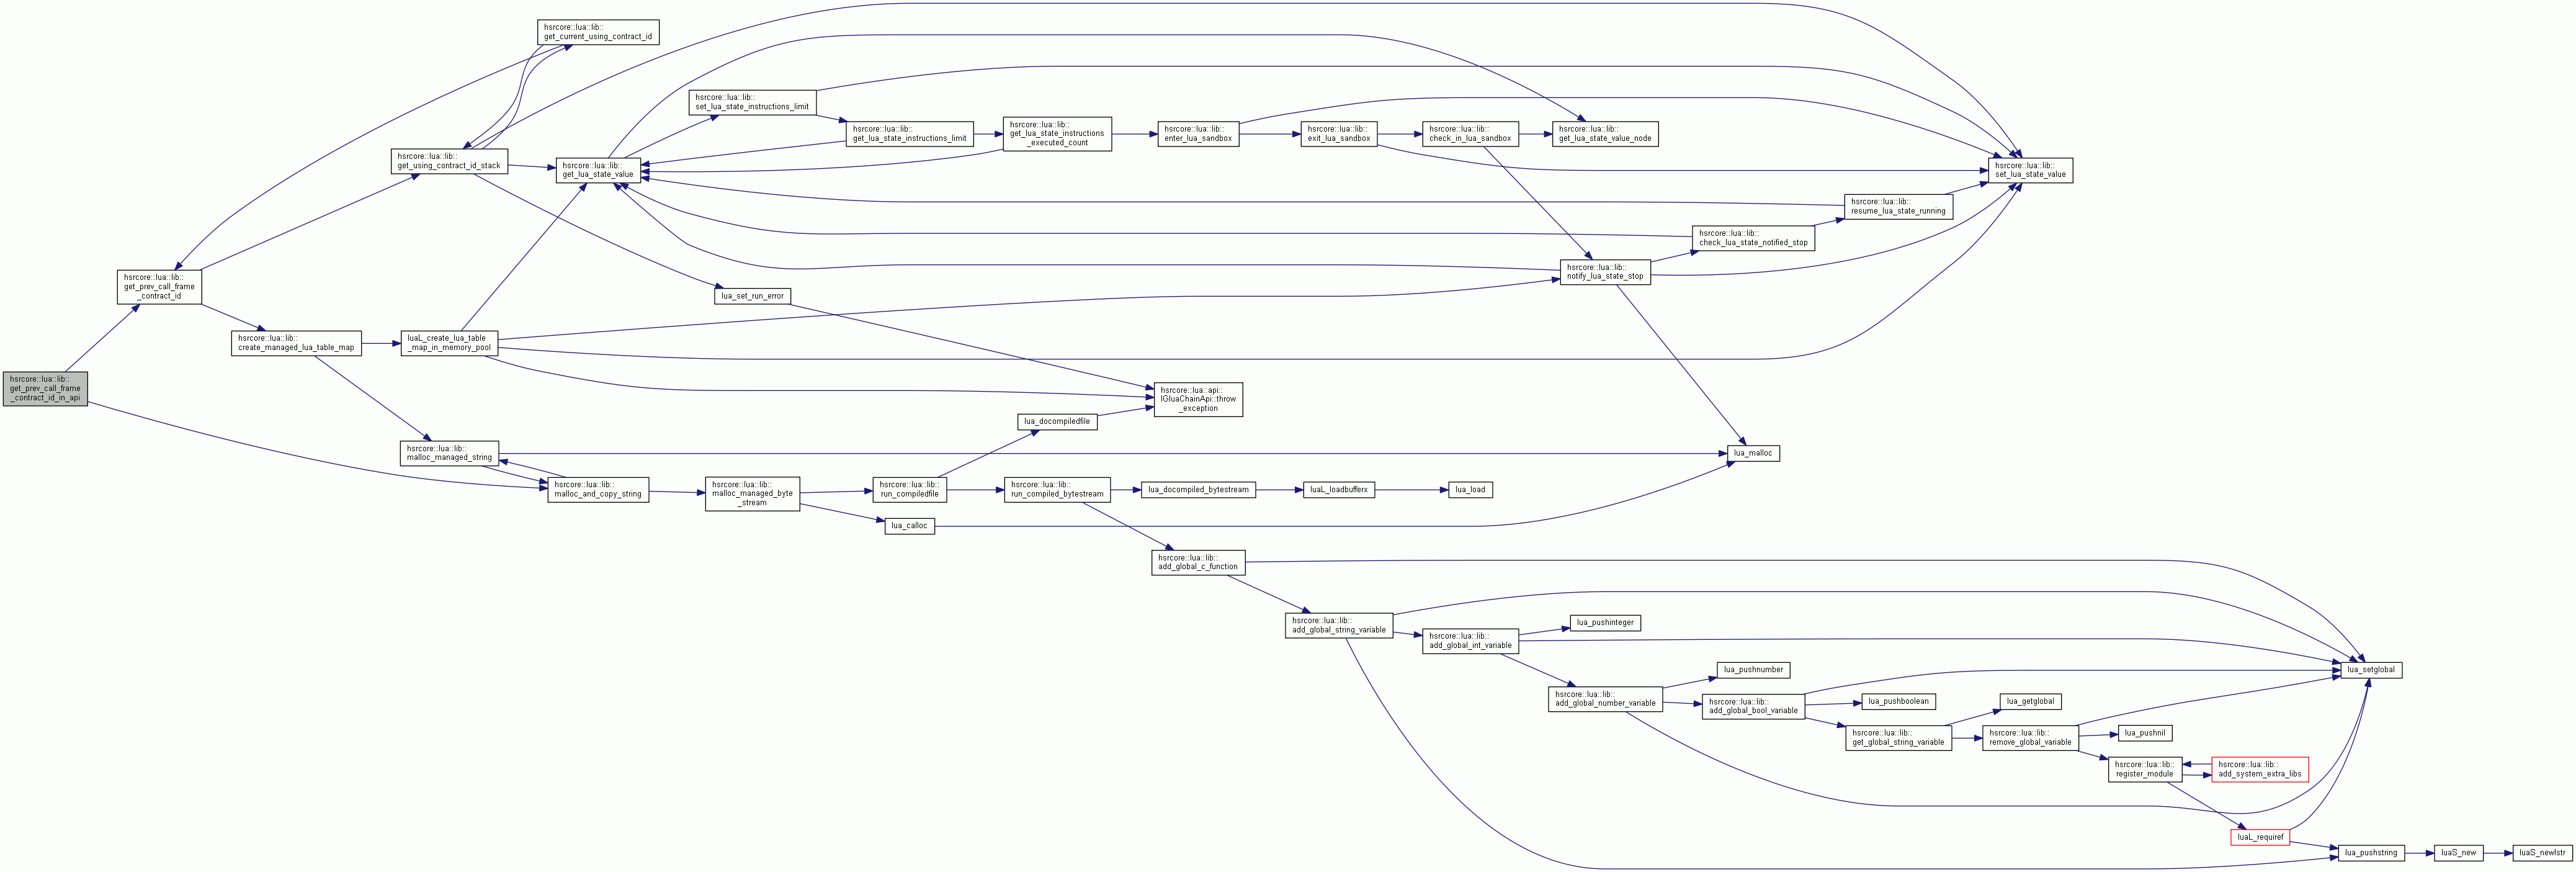 hsrcore::lua::lib::
get_current_using_contract_id
hsrcore::lua::lib::
set_lua_state_instructions_limit
hsrcore::lua::lib::
get_lua_state_instructions_limit
hsrcore::lua::lib::
get_lua_state_instructions
_executed_count
hsrcore::lua::lib::
enter_lua_sandbox
hsrcore::lua::lib::
exit_lua_sandbox
hsrcore::lua::lib::
check_in_lua_sandbox
hsrcore::lua::lib::
get_lua_state_value_node
hsrcore::lua::lib::
get_using_contract_id_stack
hsrcore::lua::lib::
get_lua_state_value
hsrcore::lua::lib::
set_lua_state_value
hsrcore::lua::lib::
resume_lua_state_running
hsrcore::lua::lib::
check_lua_state_notified_stop
hsrcore::lua::lib::
notify_lua_state_stop
hsrcore::lua::lib::
get_prev_call_frame
_contract_id
lua_set_run_error
hsrcore::lua::lib::
create_managed_lua_table_map
luaL_create_lua_table
_map_in_memory_pool
hsrcore::lua::lib::
get_prev_call_frame
_contract_id_in_api
hsrcore::lua::api::
IGluaChainApi::throw
_exception
lua_docompiledfile
hsrcore::lua::lib::
malloc_managed_string
lua_malloc
hsrcore::lua::lib::
malloc_and_copy_string
hsrcore::lua::lib::
malloc_managed_byte
_stream
hsrcore::lua::lib::
run_compiledfile
hsrcore::lua::lib::
run_compiled_bytestream
lua_docompiled_bytestream
luaL_loadbufferx
lua_load
lua_calloc
hsrcore::lua::lib::
add_global_c_function
hsrcore::lua::lib::
add_global_string_variable
lua_pushinteger
hsrcore::lua::lib::
add_global_int_variable
lua_pushnumber
lua_setglobal
hsrcore::lua::lib::
add_global_number_variable
hsrcore::lua::lib::
add_global_bool_variable
lua_pushboolean
lua_getglobal
hsrcore::lua::lib::
get_global_string_variable
hsrcore::lua::lib::
remove_global_variable
lua_pushnil
hsrcore::lua::lib::
register_module
hsrcore::lua::lib::
add_system_extra_libs
luaL_requiref
lua_pushstring
luaS_new
luaS_newlstr